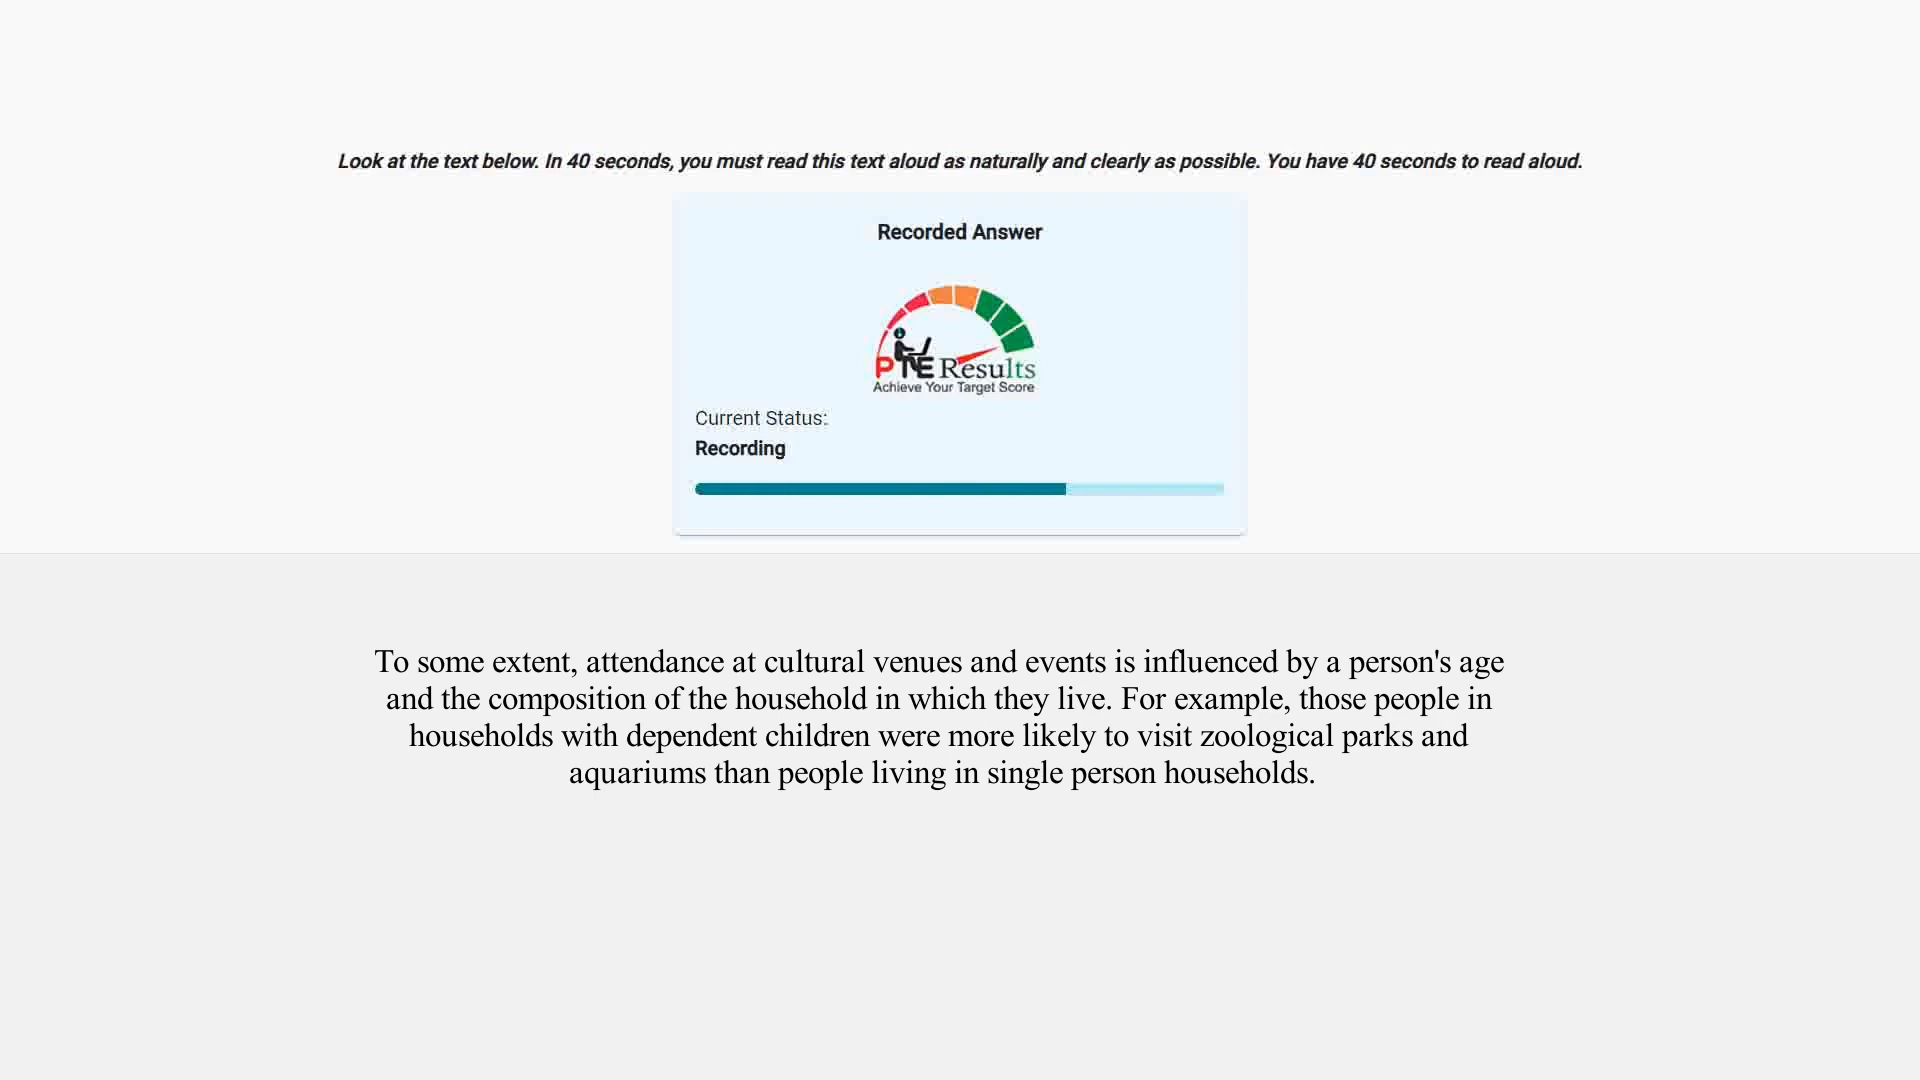 Look at the text below. In 40 seconds, you must read this text aloud as naturally and clearly as possible. You have 40 seconds to read aloud.
Recorded Answer
PTE Results
Achieve Your Target Score
Current Status:
Recording
To some extent, attendance at cultural venues and events is influenced by a person's age
and the composition of the household in which they live. For example, those people in
households with dependent children were more likely to visit zoological parks and
aquariums than people living in single person households.